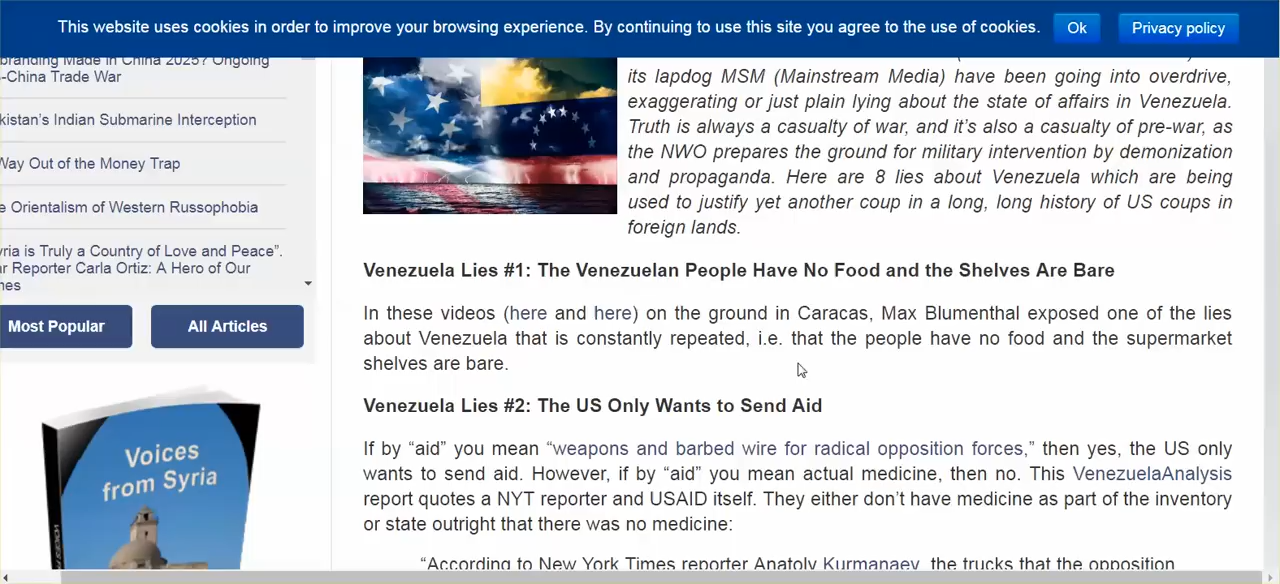 This website uses cookies in order to improve your browsing experience. By continuing to use this site you agree to the use of cookies.
Ok
Privacy policy
branding Made in China 2025? Ongoing
-China Trade War
kistan's Indian Submarine Interception
Way Out of the Money Trap
e Orientalism of Western Russophobia
yria is Truly a Country of Love and Peace”.
ar Reporter Carla Ortiz: A Hero of Our
mes
Most Popular
All Articles
Voices
from Syria
its lapdog MSM (Mainstream Media) have been going into overdrive,
exaggerating or just plain lying about the state of affairs in Venezuela.
Truth is always a casualty of war, and it's also a casualty of pre-war, as
the NWO prepares the ground for military intervention by demonization
and propaganda. Here are 8 lies about Venezuela which are being
used to justify yet another coup in a long, long history of US coups in
foreign lands.
Venezuela Lies #1: The Venezuelan People Have No Food and the Shelves Are Bare
In these videos (here and here) on the ground in Caracas, Max Blumenthal exposed one of the lies
about Venezuela that is constantly repeated, i.e. that the people have no food and the supermarket
shelves are bare.
Venezuela Lies #2: The US Only Wants to Send Aid
If by “aid” you mean “weapons and barbed wire for radical opposition forces,” then yes, the US only
wants to send aid. However, if by “aid” you mean actual medicine, then no. This VenezuelaAnalysis
report quotes a NYT reporter and USAID itself. They either don't have medicine as part of the inventory
or state outright that there was no medicine:
“According to New York Times reporter Anatoly Kurmanaev, the trucks that the opposition